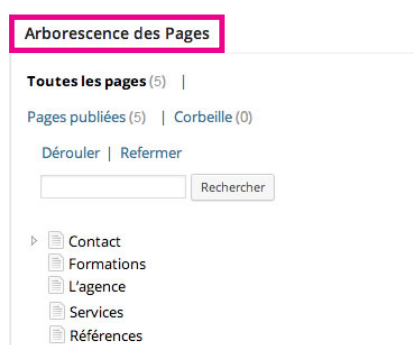 Arborescence des Pages
Toutes les pages (5) |
Pages publiées (5) | Corbeille (0)
Dérouler | Refermer
Rechercher
Contact
Formations
L'agence
Services
Références